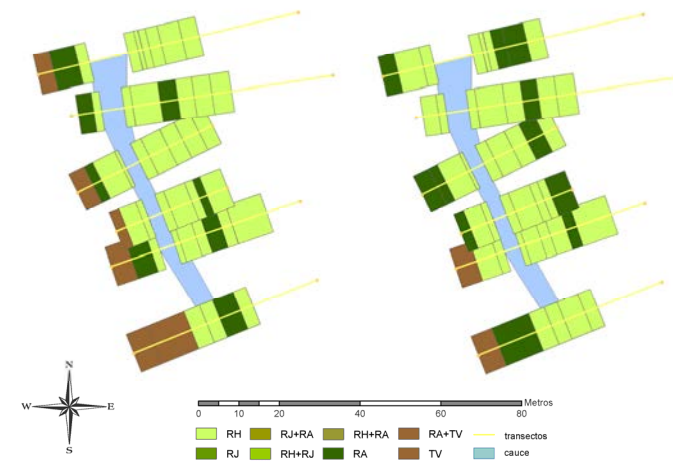 N
W E
S
Metros
0 10 20 40 60 80
RH RJ+RA RH+RA RA+TV transectos
RJ RH+RJ RA TV cauce